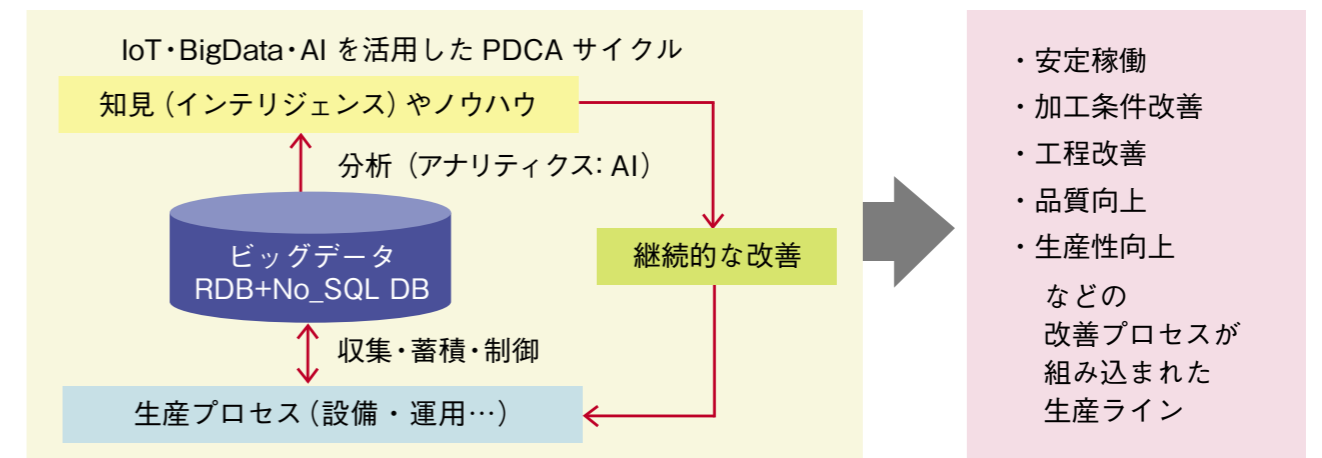 IoT・BigData・AI を活用した PDCA サイクル
知見（インテリジェンス）やノウハウ
分析（アナリティクス：AI）
ビッグデータ
RDB+No_SQL DB
継続的な改善
収集・蓄積・制御
生産プロセス（設備・運用…）
・安定稼働
・加工条件改善
・工程改善
・品質向上
・生産性向上
などの
改善プロセスが
組み込まれた
生産ライン